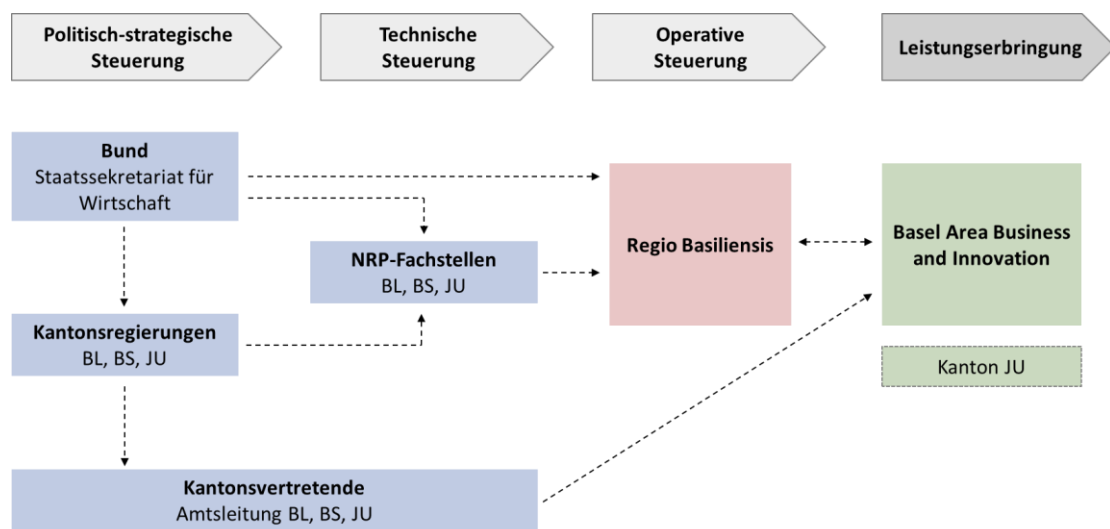 Politisch-strategische
Steuerung
Technische
Steuerung
Operative
Steuerung
Leistungserbringung
Bund
Staatssekretariat für
Wirtschaft
NRP-Fachstellen
BL, BS, JU
Regio Basiliensis
Basel Area Business
and Innovation
Kantonsregierungen
BL, BS, JU
Kanton JU
Kantonsvertretende
Amtsleitung BL, BS, JU